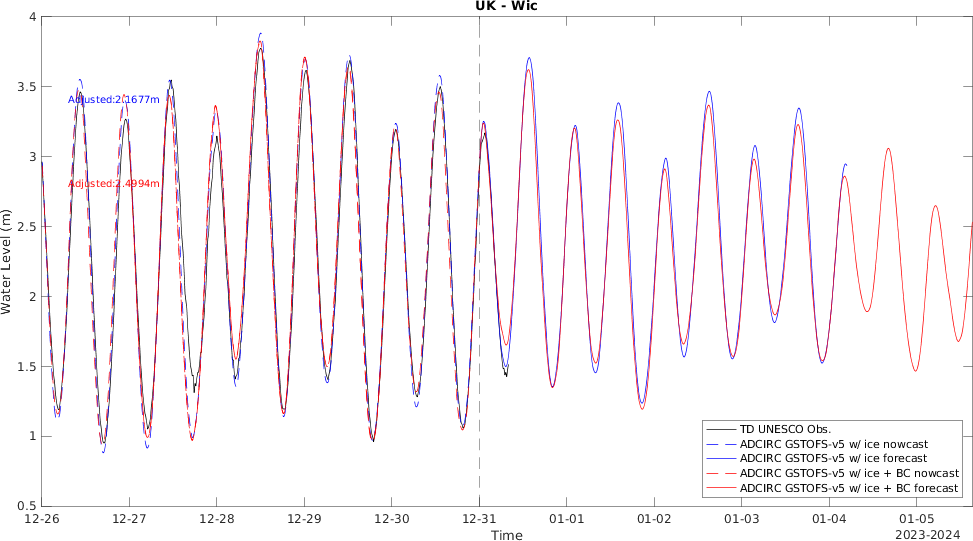 UK - Wic
4
3.5
3
2.5
2
1.5
1
0.5
Water Level (m)
Adjusted:2.1677m
Adjusted:2.4994m
TD UNESCO Obs.
ADCIRC GSTOFS-v5 w/ ice nowcast
ADCIRC GSTOFS-v5 w/ ice forecast
ADCIRC GSTOFS-v5 w/ ice + BC nowcast
ADCIRC GSTOFS-v5 w/ ice + BC forecast
12-26 12-27 12-28 12-29 12-30 12-31 01-01 01-02 01-03 01-04 01-05
Time
2023-2024